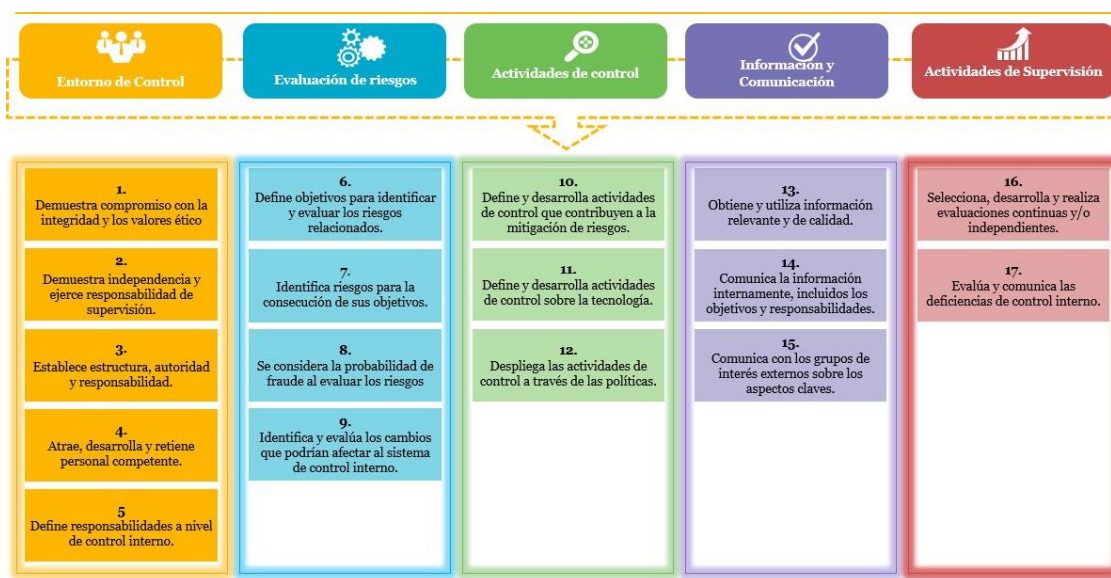 Entorno de Control
Evaluación de riesgos
Actividades de control
Información y
Comunicación
Actividades de Supervisión
1.
Demuestra compromiso con la
integridad y los valores ético
2.
Demuestra independencia y
ejerce responsabilidad de
supervisión.
3.
Establece estructura, autoridad
y responsabilidad.
4.
Atrae, desarrolla y retiene
personal competente.
5
Define responsabilidades a nivel
de control interno.
6.
Define objetivos para identificar
y evaluar los riesgos
relacionados.
7.
Identifica riesgos para la
consecución de sus objetivos.
8.
Se considera la probabilidad de
fraude al evaluar los riesgos
9.
Identifica y evalúa los cambios
que podrían afectar al sistema
de control interno.
10.
Define y desarrolla actividades
de control que contribuyen a la
mitigación de riesgos.
11.
Define y desarrolla actividades
de control sobre la tecnología.
12.
Despliega las actividades de
control a través de las políticas.
13.
Obtiene y utiliza información
relevante y de calidad.
14.
Comunica la información
internamente, incluidos los
objetivos y responsabilidades.
15.
Comunica con los grupos de
interés externos sobre los
aspectos claves.
16.
Selecciona, desarrolla y realiza
evaluaciones continuas y/o
independientes.
17.
Evalúa y comunica las
deficiencias de control interno.